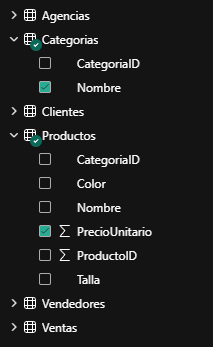 Agencias
Categorias
CategoriaID
Nombre
Clientes
Productos
CategoriaID
Color
Nombre
∑ PrecioUnitario
∑ ProductoID
Talla
Vendedores
Ventas